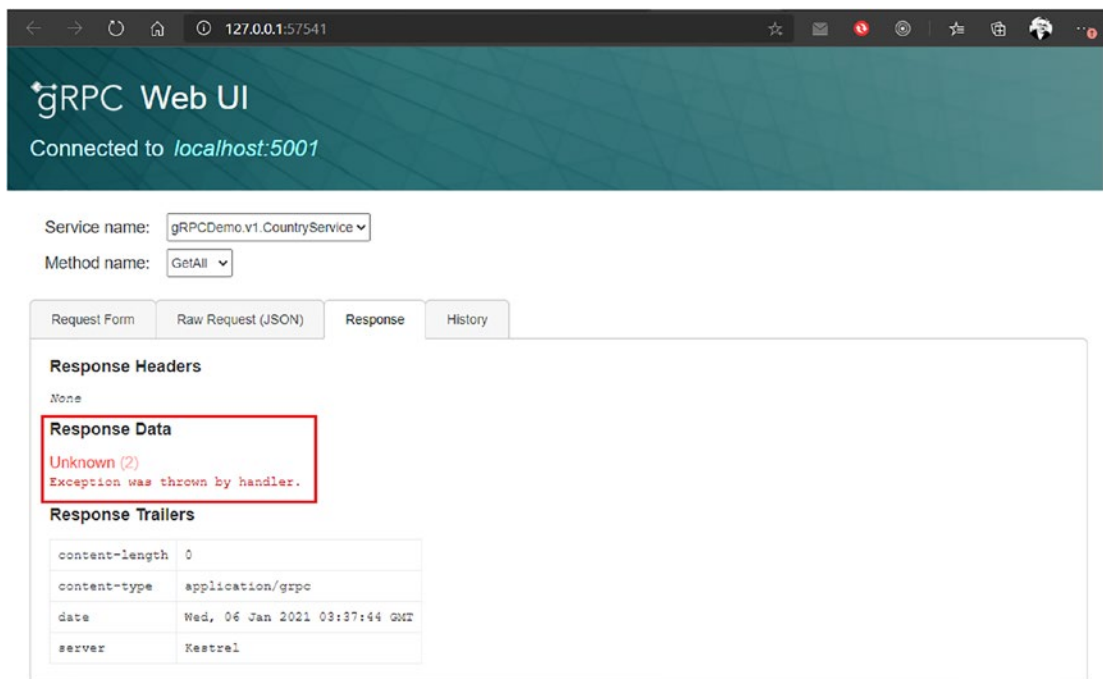 127.0.0.1:57541
gRPC Web UI
Connected to localhost:5001
Service name: gRPCDemo.v1.CountryService
Method name: GetAll
Request Form Raw Request (JSON) Response History
Response Headers
None
Response Data
Unknown (2)
Exception was thrown by handler.
Response Trailers
content-length 0
content-type application/grpc
date Wed, 06 Jan 2021 03:37:44 GMT
server Kestrel